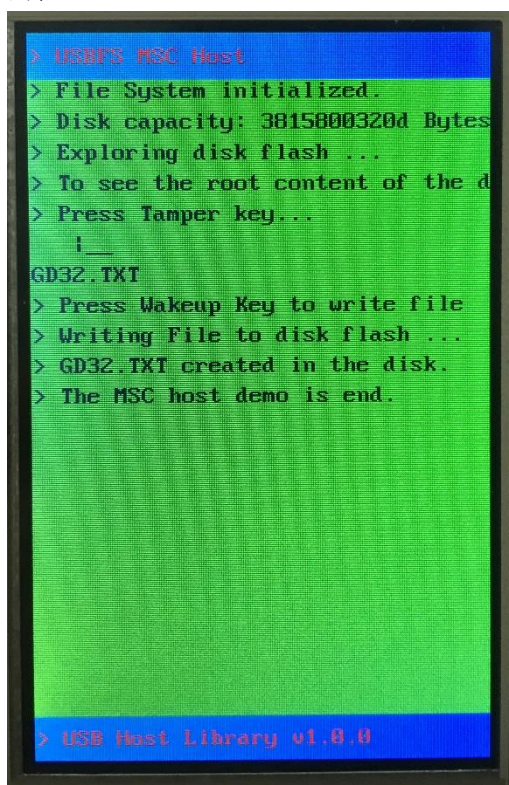 > USBFS MSC Host
> File System initialized.
> Disk capacity: 3815800320d Bytes
> Exploring disk flash ...
> To see the root content of the d
> Press Tamper key...
|__
GD32.TXT
> Press Wakeup Key to write file
> Writing File to disk flash ...
> GD32.TXT created in the disk.
> The MSC host demo is end.
> USB Host Library v1.0.0